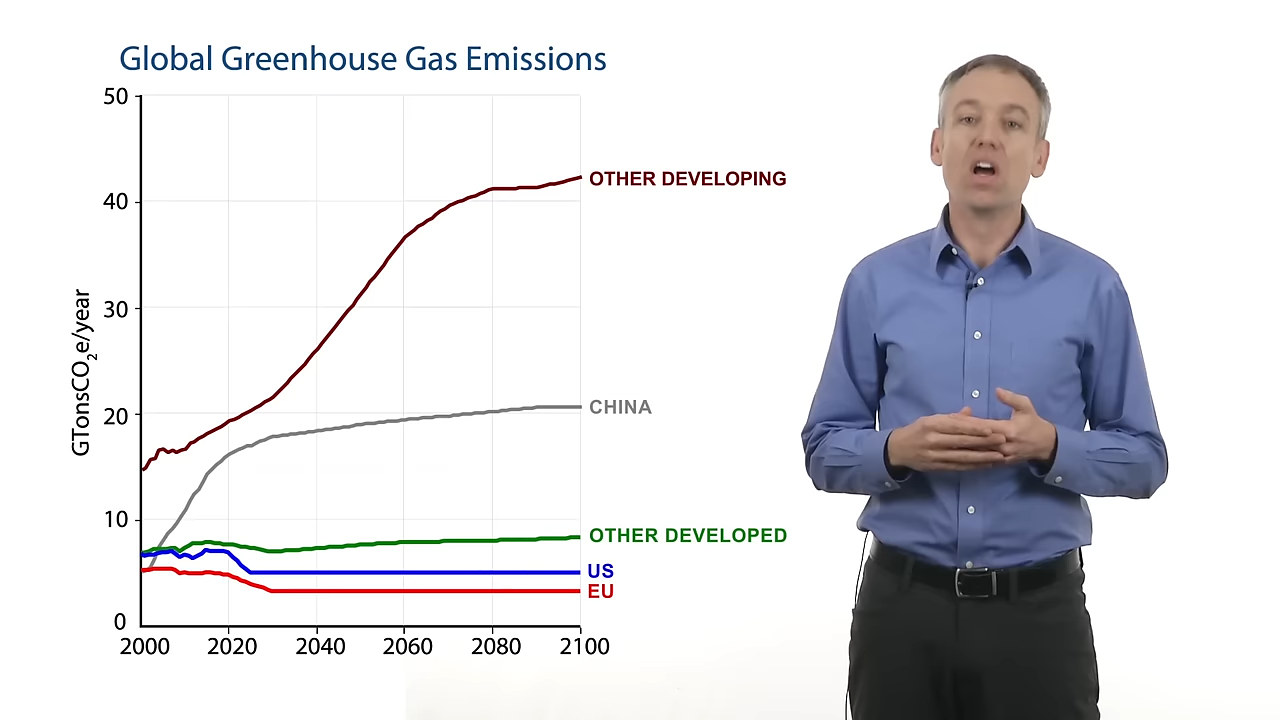 Global Greenhouse Gas Emissions
50
40
30
20
10
0
GTonsCO₂e/year
2000 2020 2040 2060 2080 2100
OTHER DEVELOPING
CHINA
OTHER DEVELOPED
US
EU